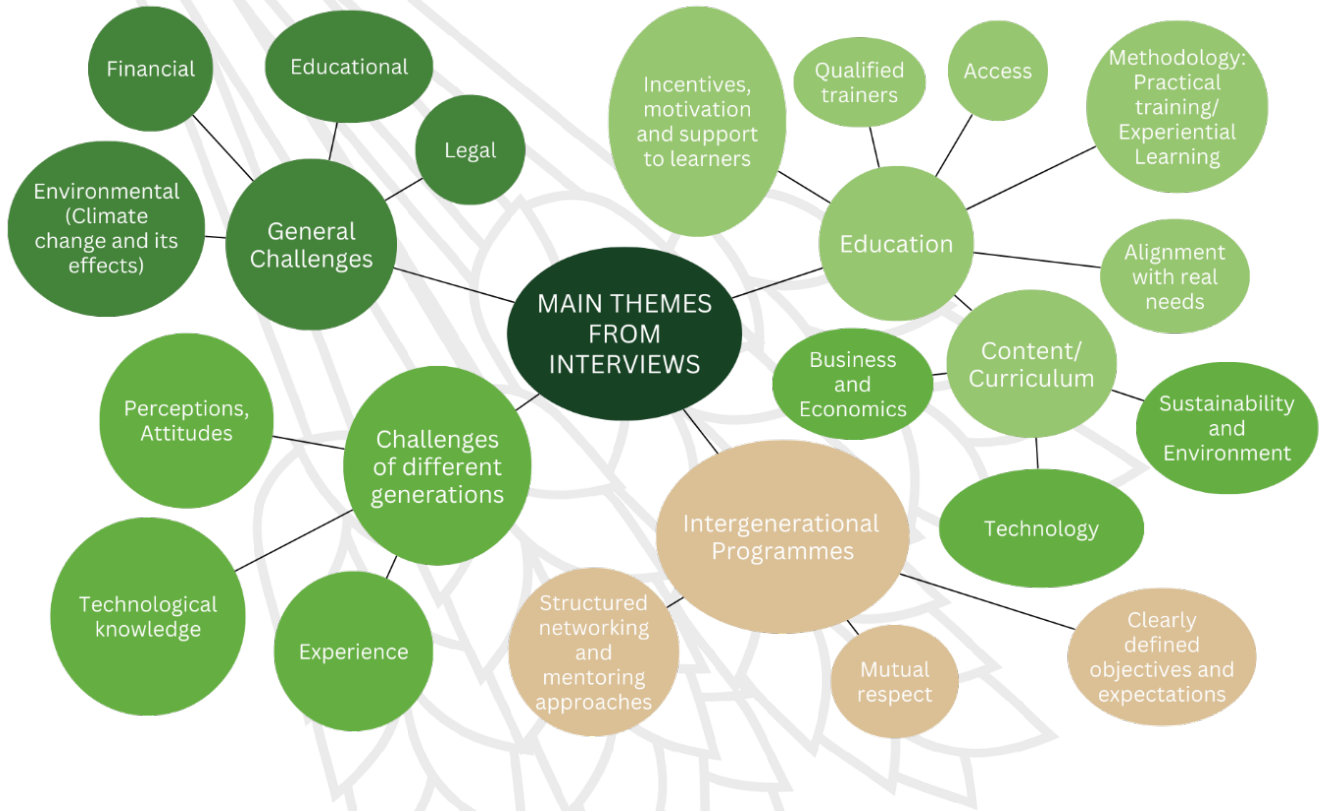 Financial
Educational
Legal
Environmental
(Climate
change and its
effects)
General
Challenges
Incentives,
motivation
and support
to learners
Qualified
trainers
Access
Methodology:
Practical
training/
Experiential
Learning
Education
Alignment
with real
needs
MAIN THEMES
FROM
INTERVIEWS
Content/
Curriculum
Business
and
Economics
Sustainability
and
Environment
Technology
Perceptions,
Attitudes
Challenges
of different
generations
Technological
knowledge
Experience
Intergenerational
Programmes
Structured
networking
and
mentoring
approaches
Mutual
respect
Clearly
defined
objectives and
expectations